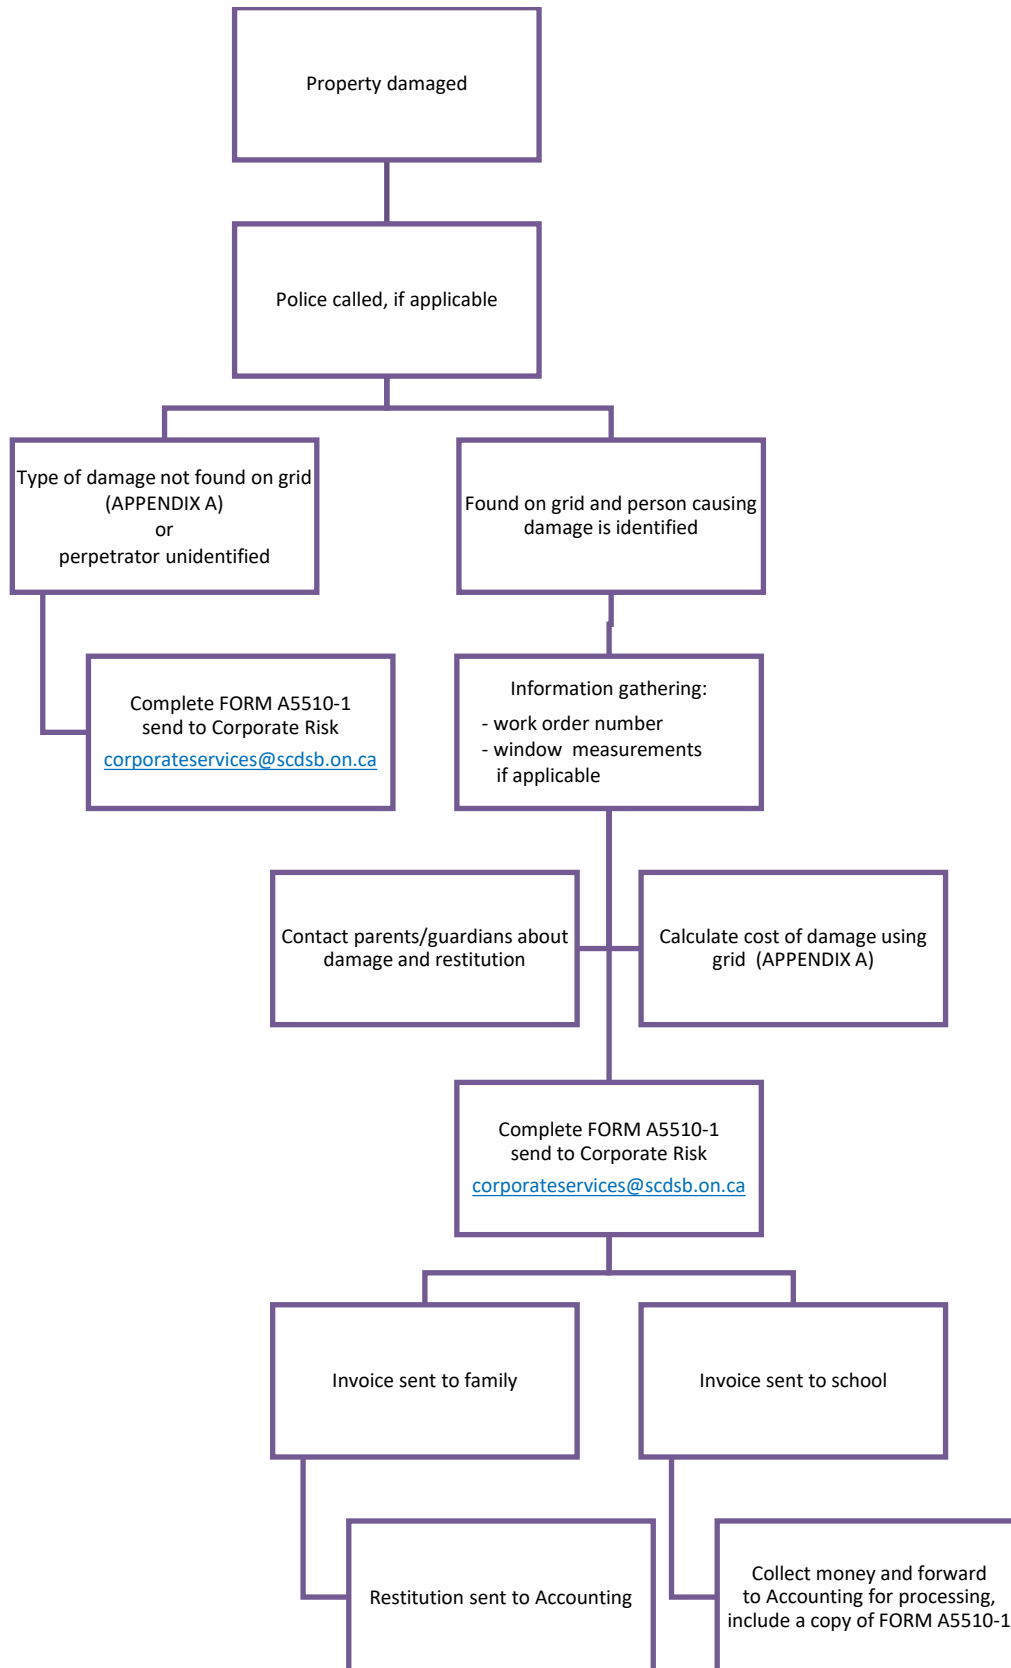 Property damaged
Police called, if applicable
Type of damage not found on grid
(APPENDIX A)
or
perpetrator unidentified
Found on grid and person causing
damage is identified
Complete FORM A5510-1
send to Corporate Risk
corporateservices@scdsb.on.ca
Information gathering:
- work order number
- window measurements
if applicable
Contact parents/guardians about
damage and restitution
Calculate cost of damage using
grid (APPENDIX A)
Complete FORM A5510-1
send to Corporate Risk
corporateservices@scdsb.on.ca
Invoice sent to family
Invoice sent to school
Restitution sent to Accounting
Collect money and forward
to Accounting for processing,
include a copy of FORM A5510-1